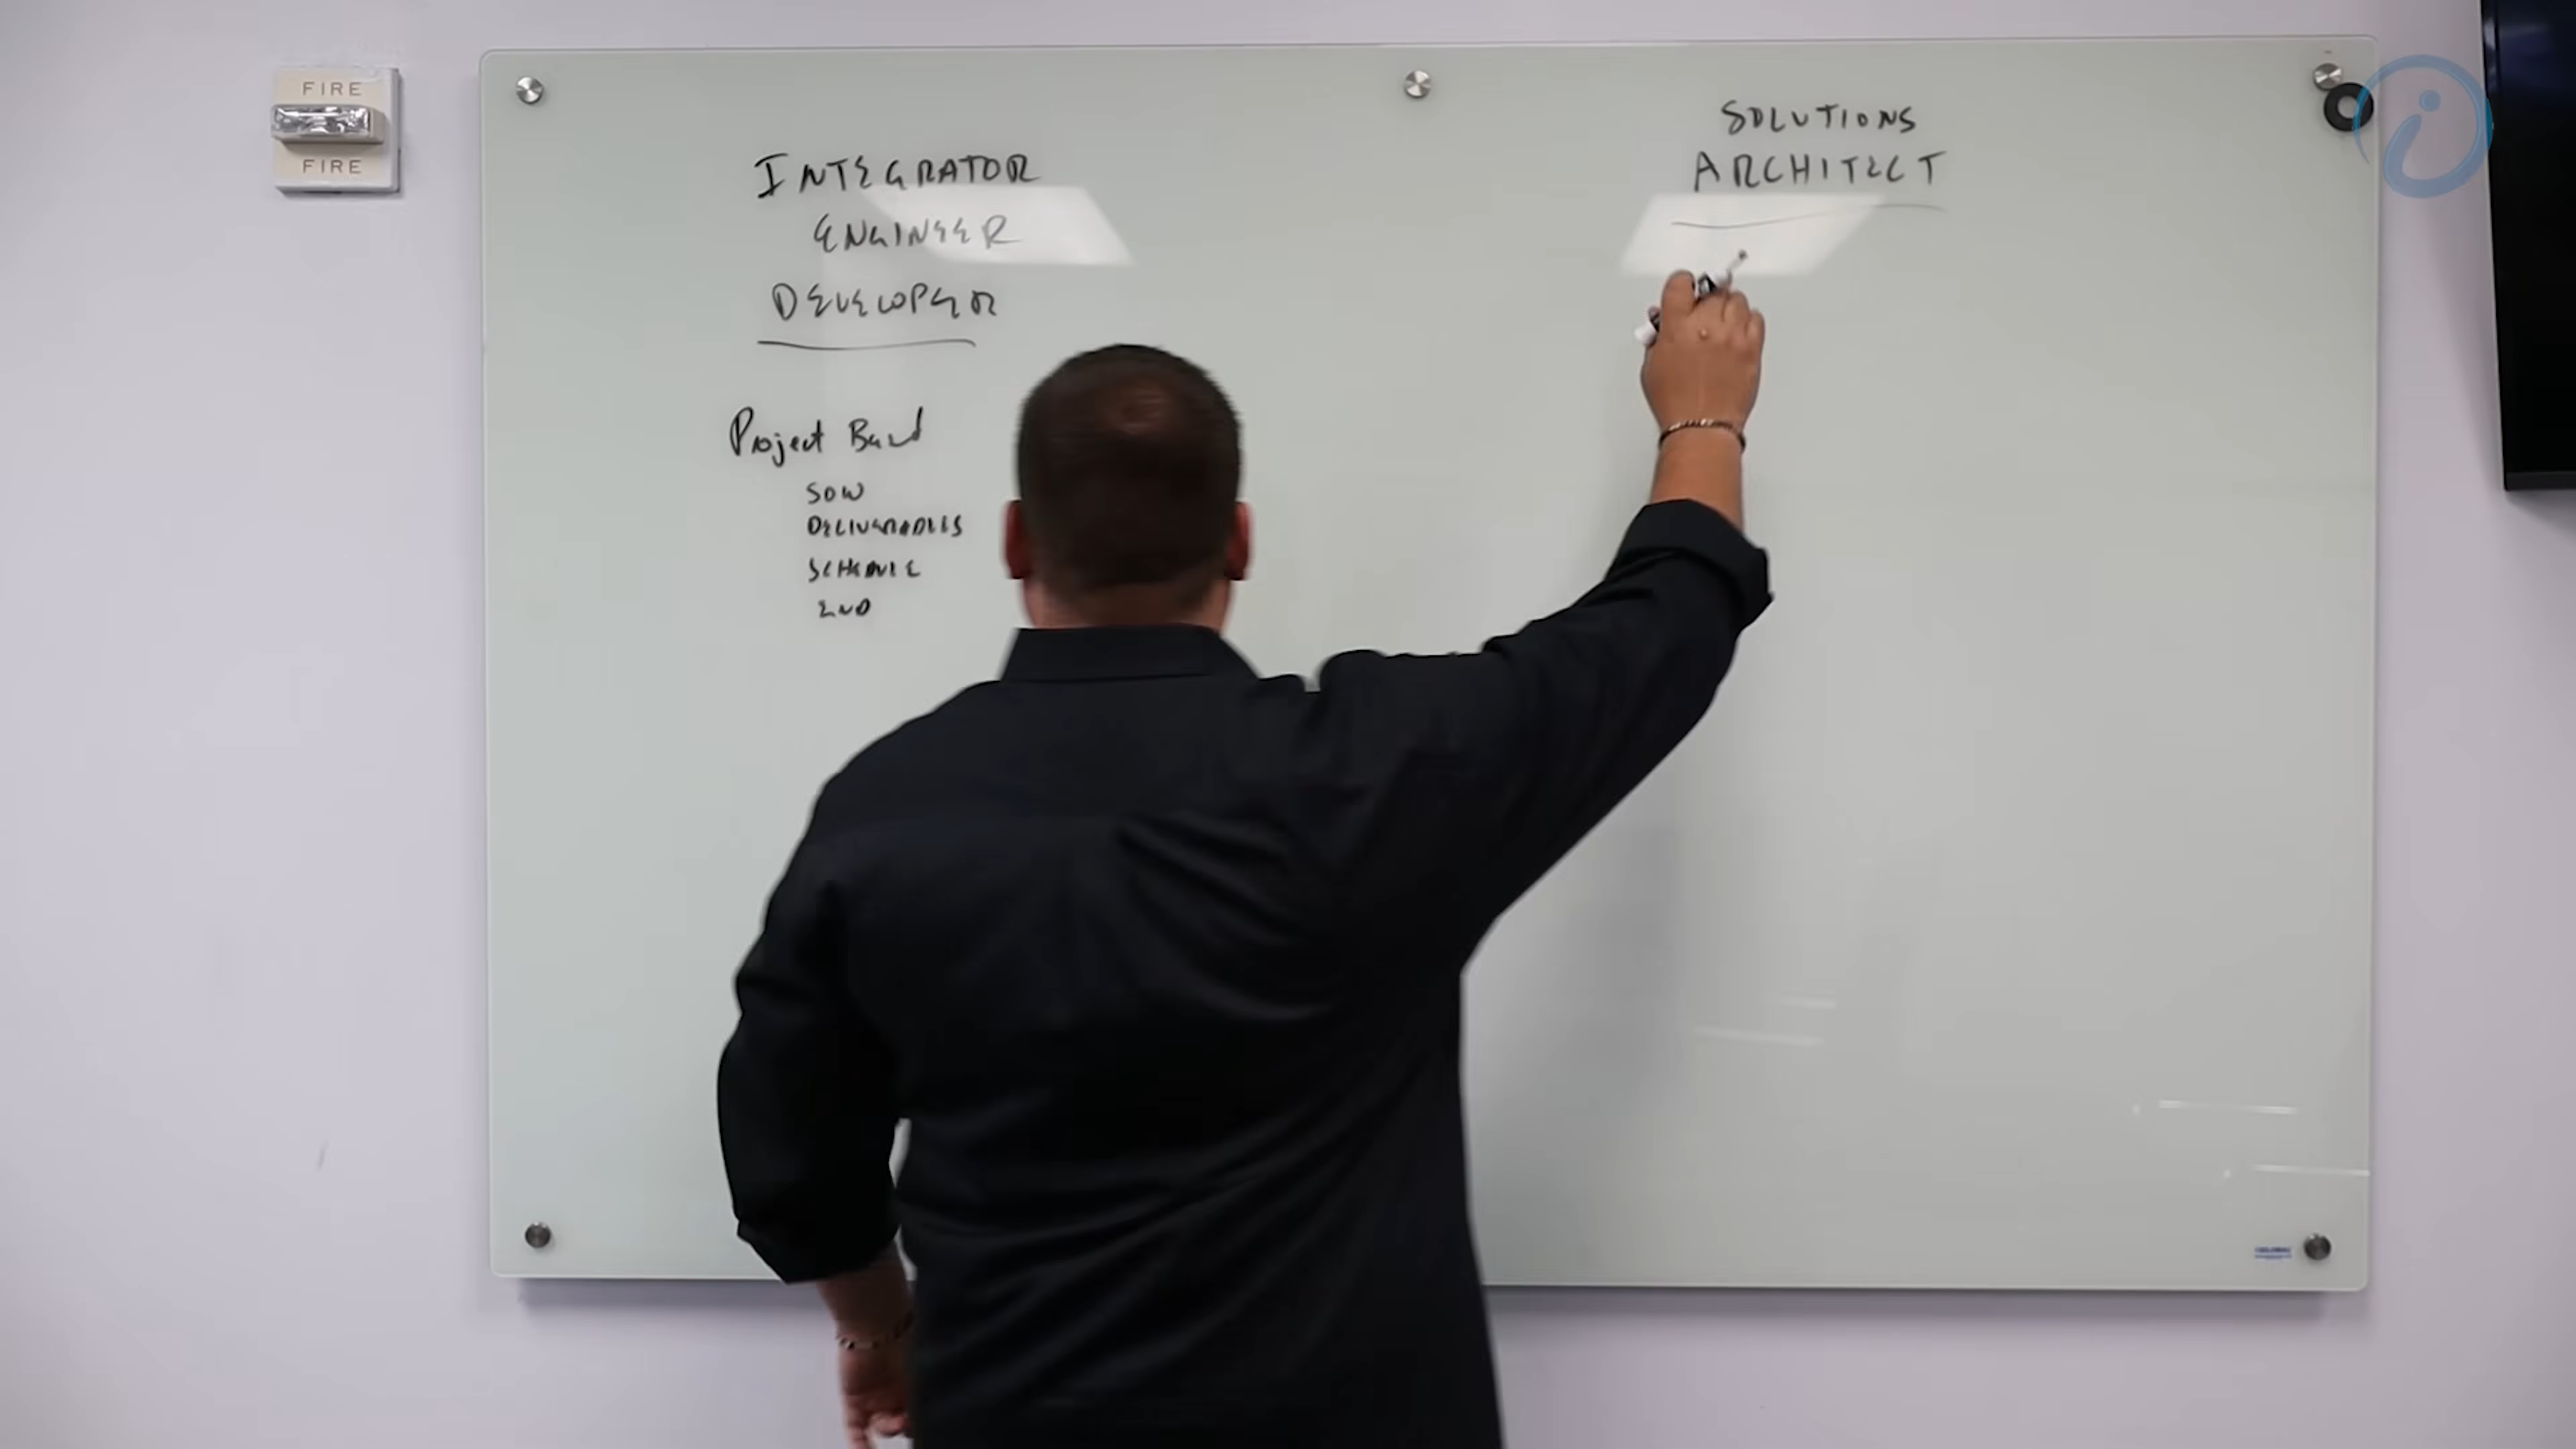 FIRE
FIRE
INTEGRATOR
ENGINEER
DEVELOPER
Project Based
SOW
DELIVERABLES
SCHEDULE
END
SOLUTIONS
ARCHITECT